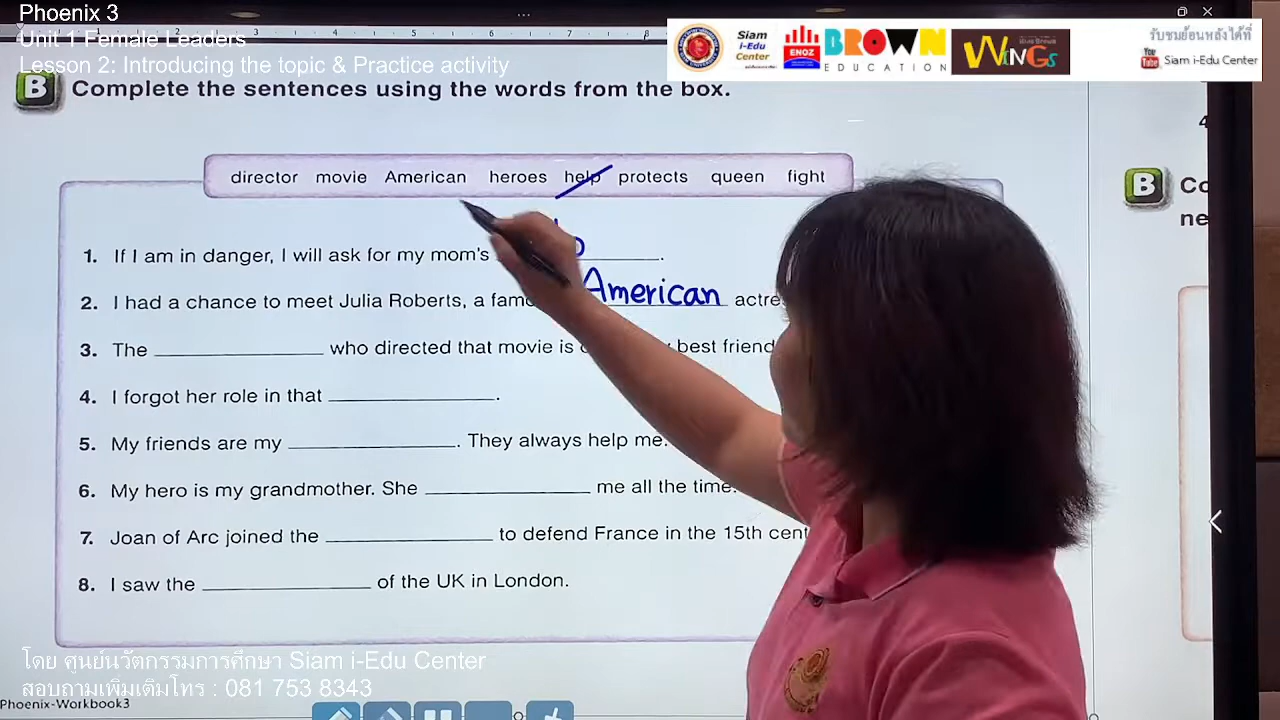 Phoenix 3
Unit 1 Female Leaders
Lesson 2: Introducing the topic & Practice activity
Siam i-Edu Center
ENOZ
BROWN EDUCATION
WiNGs
รับชมย้อนหลังได้ที่
You Tube Siam i-Edu Center
B Complete the sentences using the words from the box.
director movie American heroes help protects queen fight
1. If I am in danger, I will ask for my mom's
2. I had a chance to meet Julia Roberts, a American
3. The who directed that movie is best friend
4. I forgot her role in that .
5. My friends are my . They always help me.
6. My hero is my grandmother. She me all the time.
7. Joan of Arc joined the to defend France in the 15th
8. I saw the of the UK in London.
B
โดย ศูนย์นวัตกรรมการศึกษา Siam i-Edu Center
สอบถามเพิ่มเติมโทร : 081 753 8343
Phoenix-Workbook3